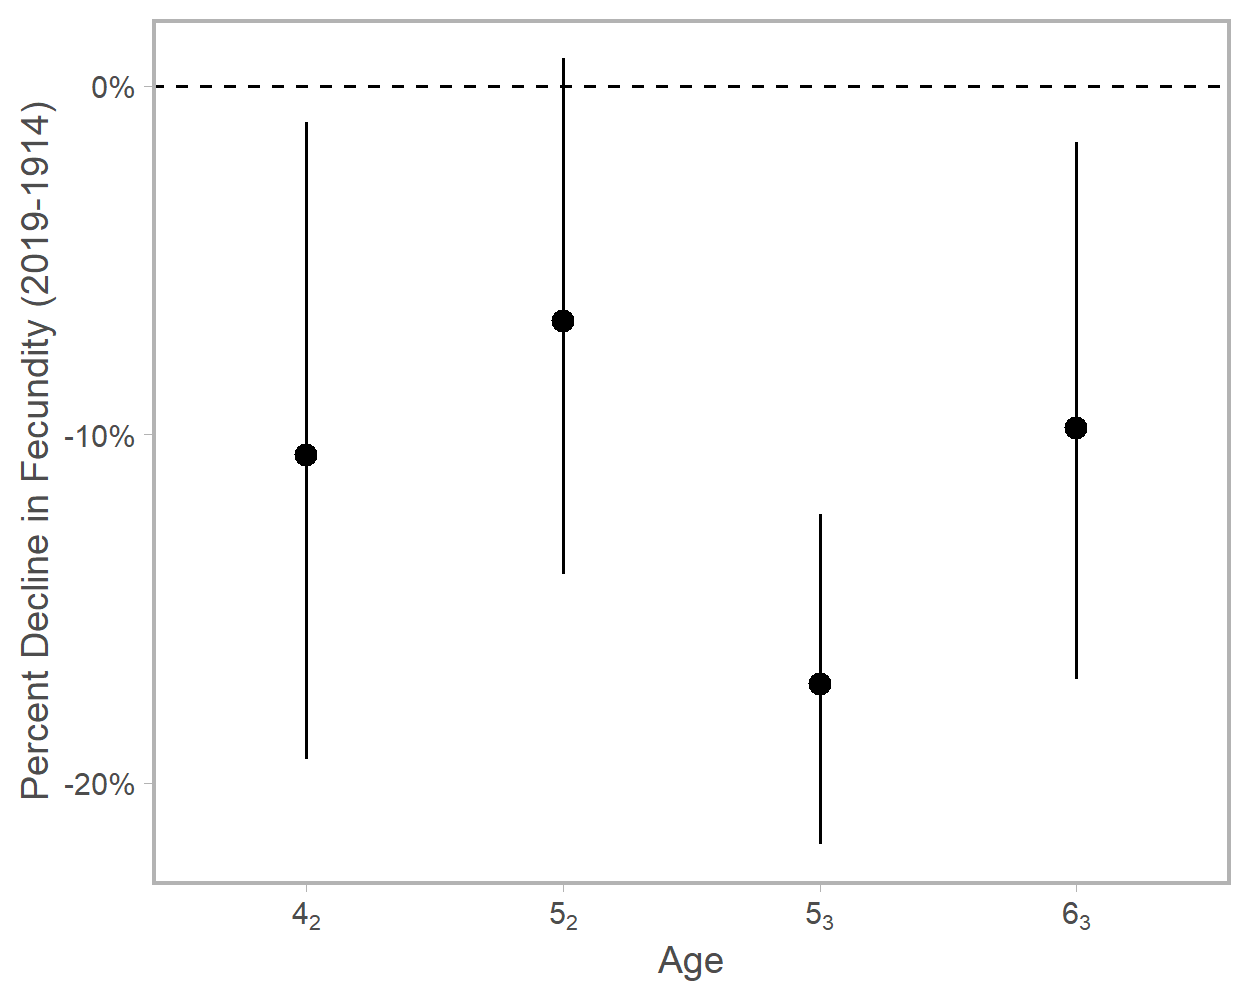 Percent Decline in Fecundity (2019-1914)
0%
-10%
-20%
4₂ 5₂ 5₃ 6₃
Age